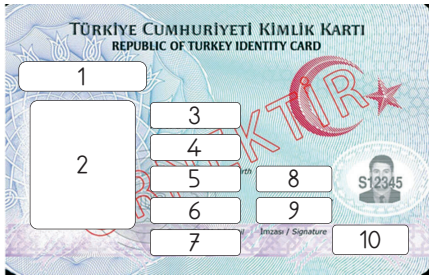 TÜRKİYE CUMHURİYETİ KİMLİK KARTI
REPUBLIC OF TURKEY IDENTITY CARD
1
2
3
4
5
rth
8
S12345
6
9
7
İmzası / Signature
10